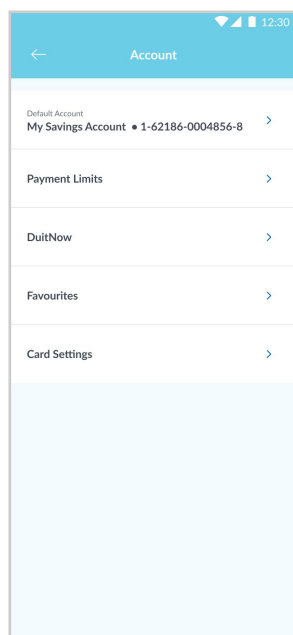 12:30
Account
Default Account
My Savings Account • 1-62186-0004856-8
Payment Limits
DuitNow
Favourites
Card Settings